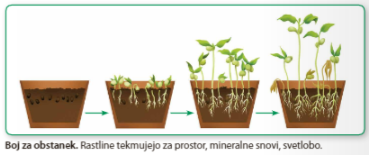 Boj za obstanek. Rastline tekmujejo za prostor, mineralne snovi, svetlobo.